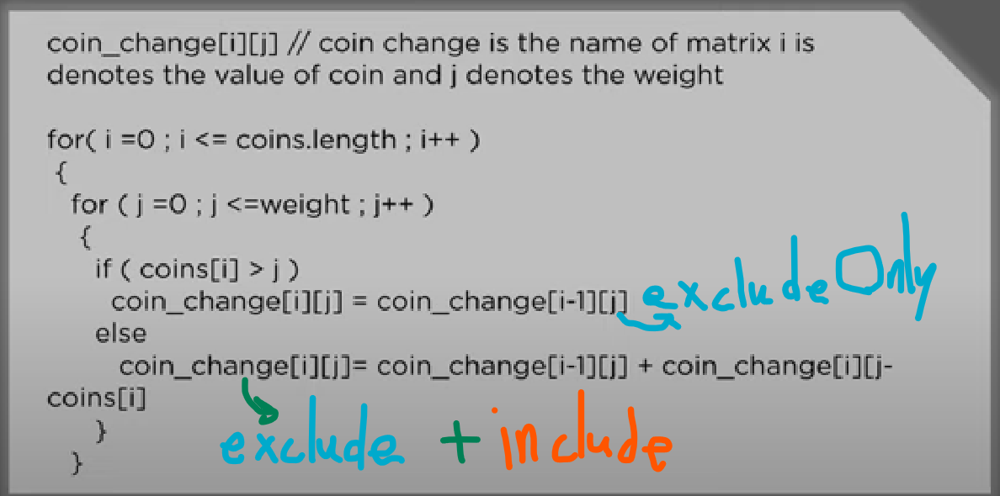 coin_change[i][j] // coin change is the name of matrix i is
denotes the value of coin and j denotes the weight
for( i =0 ; i <= coins.length ; i++ )
{
for ( j =0 ; j <=weight ; j++ )
{
if ( coins[i] > j )
coin_change[i][j] = coin_change[i-1][j] exclude Only
else
coin_change[i][j]= coin_change[i-1][j] + coin_change[i][j-
coins[i]
}
exclude + include
}